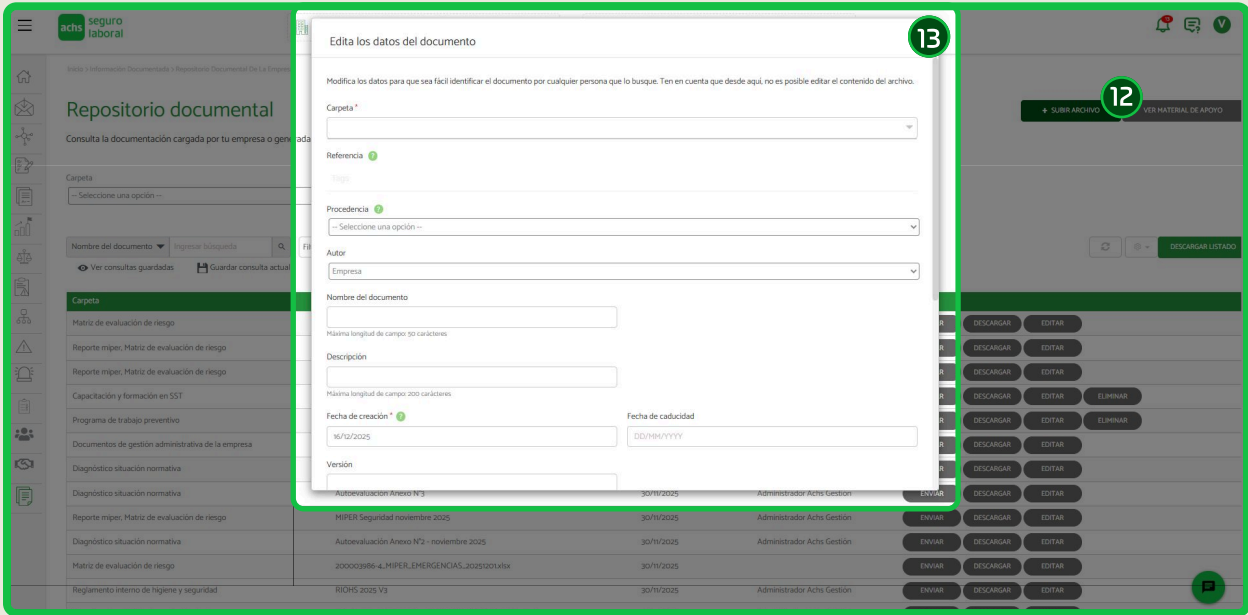 achs seguro laboral
10
V
Inicio > Información Documentada > Repositorio Documental De La Empres
Repositorio documental
Consulta la documentación cargada por tu empresa o generada
12
+ SUBIR ARCHIVO
VER MATERIAL DE APOYO
Carpeta
-- Seleccione una opción --
Nombre del documento
Ingresar búsqueda
Ver consultas guardadas
Guardar consulta actual
DESCARGAR LISTADO
13
Edita los datos del documento
Modifica los datos para que sea fácil identificar el documento por cualquier persona que lo busque. Ten en cuenta que desde aquí, no es posible editar el contenido del archivo.
Carpeta *
Referencia ?
Tags
Procedencia ?
-- Seleccione una opción --
Autor
Empresa
Nombre del documento
Máxima longitud de campo: 50 carácteres
Descripción
Máxima longitud de campo: 200 carácteres
Fecha de creación * ?
Fecha de caducidad
16/12/2025
DD/MM/YYYY
Versión
Carpeta
Matriz de evaluación de riesgo DESCARGAR EDITAR
Reporte miper, Matriz de evaluación de riesgo DESCARGAR EDITAR
Reporte miper, Matriz de evaluación de riesgo DESCARGAR EDITAR
Capacitación y formación en SST DESCARGAR EDITAR ELIMINAR
Programa de trabajo preventivo DESCARGAR EDITAR ELIMINAR
Documentos de gestión administrativa de la empresa DESCARGAR EDITAR
Diagnóstico situación normativa DESCARGAR EDITAR
Diagnóstico situación normativa Autoevaluación Anexo N°3 30/11/2025 Administrador Achs Gestión ENVIAR DESCARGAR EDITAR
Reporte miper, Matriz de evaluación de riesgo MIPER Seguridad noviembre 2025 30/11/2025 Administrador Achs Gestión ENVIAR DESCARGAR EDITAR
Diagnóstico situación normativa Autoevaluación Anexo N°2 - noviembre 2025 30/11/2025 Administrador Achs Gestión ENVIAR DESCARGAR EDITAR
Matriz de evaluación de riesgo 200003986-4_MIPER_EMERGENCIAS_20251201.xlsx 30/11/2025 ENVIAR DESCARGAR EDITAR
Reglamento interno de higiene y seguridad RIOHS 2025 V3 30/11/2025 Administrador Achs Gestión ENVIAR DESCARGAR EDITAR